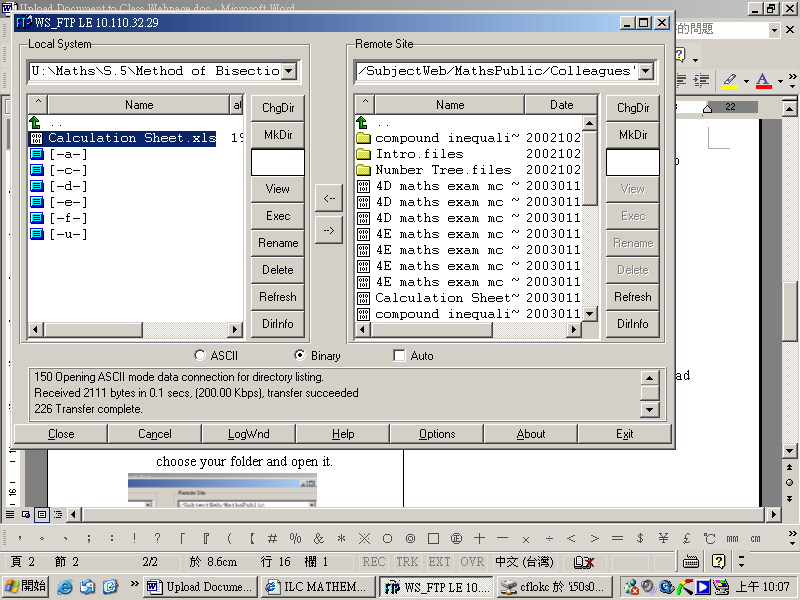 Upload Document to Class Webpage.doc - Microsoft Word
WS_FTP LE 10.110.32.29
的問題
Local System
Remote Site
U:\Maths\S.5\Method of Bisectio
/SubjectWeb/MathsPublic/Colleagues'
^ Name
^ Name Date
ChgDir
MkDir
View
Exec
Rename
Delete
Refresh
DirInfo
..
Calculation Sheet.xls 19
[-a-]
[-c-]
[-d-]
[-e-]
[-f-]
[-u-]
<--
-->
..
compound inequali~ 2002102
Intro.files 2002102
Number Tree.files 2002102
4D maths exam mc ~ 2003011
4D maths exam mc ~ 2003011
4D maths exam mc ~ 2003011
4E maths exam mc ~ 2003011
4E maths exam mc ~ 2003011
4E maths exam mc ~ 2003011
4E maths exam mc ~ 2003011
Calculation Sheet~ 2003011
compound inequali~ 2003011
ChgDir
MkDir
View
Exec
Rename
Delete
Refresh
DirInfo
22
ASCII Binary Auto
150 Opening ASCII mode data connection for directory listing.
Received 2111 bytes in 0.1 secs, (200.00 Kbps), transfer succeeded
226 Transfer complete.
ad
Close Cancel LogWnd Help Options About Exit
choose your folder and open it.
Remote Site
/SubjectWeb/MathsPublic
16
, 、 ; : ! ? 「 『 ( 【 # % & * ※ ○ ◎ □ ㊣ + - × ÷ < > = $ ¥ £ ℃ mm cm
頁 2 節 2 2/2 於 8.6cm 行 16 欄 1 REC TRK EXT OVR 中文 (台灣)
開始 Upload Docume... ILC MATHEM... WS_FTP LE 10.... cflokc 於 'i50s0... 上午 10:07